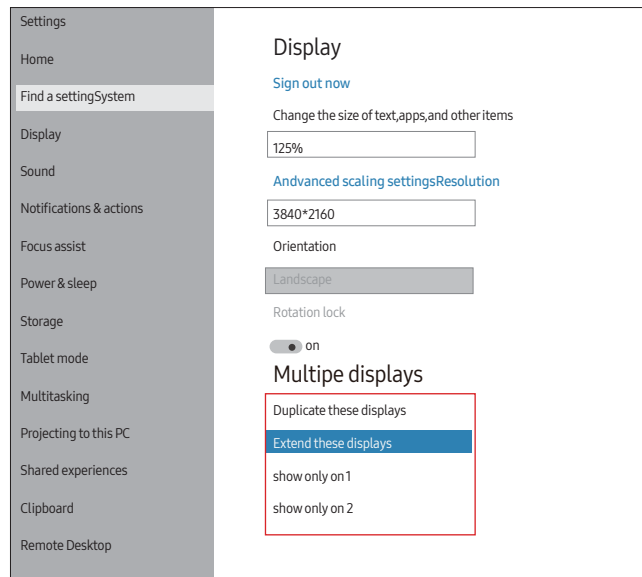 Settings
Home
Find a settingSystem
Display
Sound
Notifications & actions
Focus assist
Power & sleep
Storage
Tablet mode
Multitasking
Projecting to this PC
Shared experiences
Clipboard
Remote Desktop
Display
Sign out now
Change the size of text,apps,and other items
125%
Andvanced scaling settingsResolution
3840*2160
Orientation
Landscape
Rotation lock
on
Multipe displays
Duplicate these displays
Extend these displays
show only on 1
show only on 2